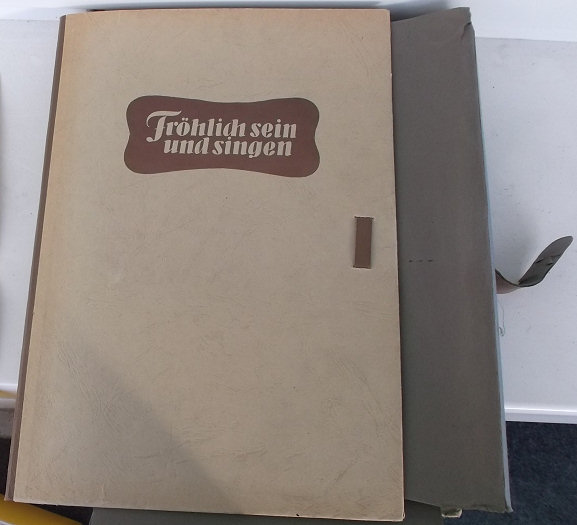 Fröhlich sein
und singen